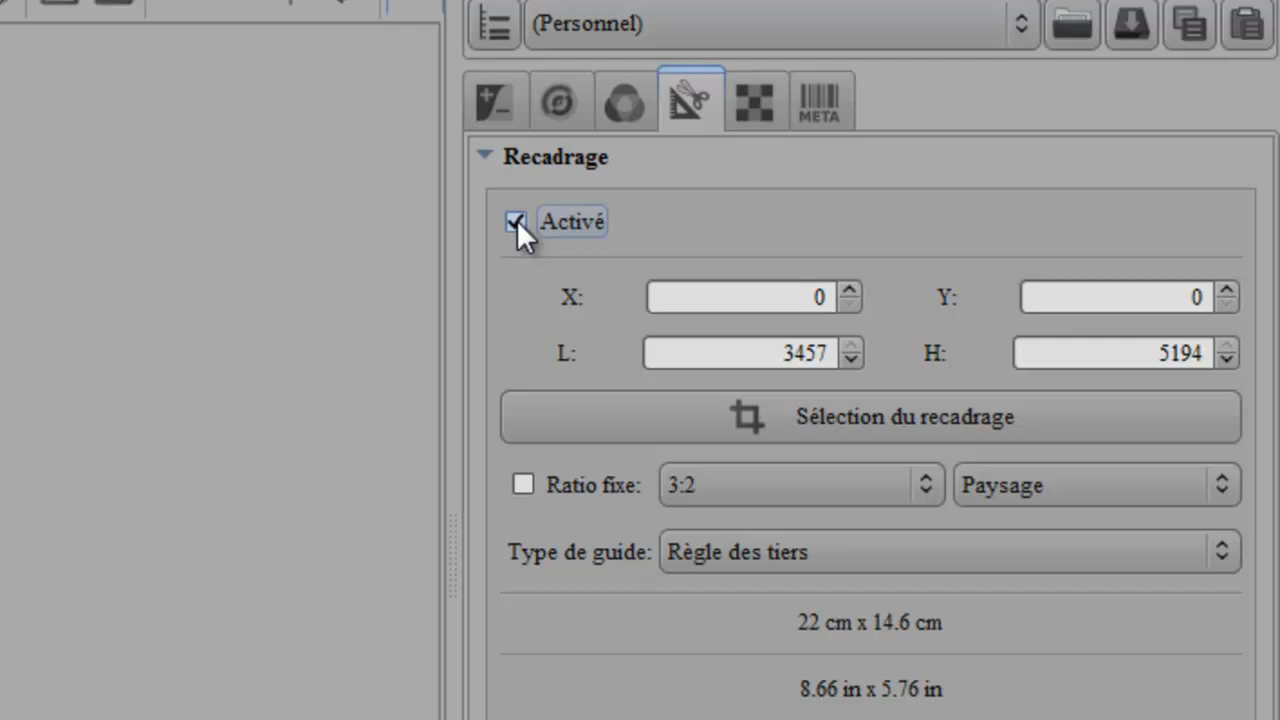 (Personnel)
META
Recadrage
Activé
X: 0 Y: 0
L: 3457 H: 5194
Sélection du recadrage
Ratio fixe: 3:2 Paysage
Type de guide: Règle des tiers
22 cm x 14.6 cm
8.66 in x 5.76 in